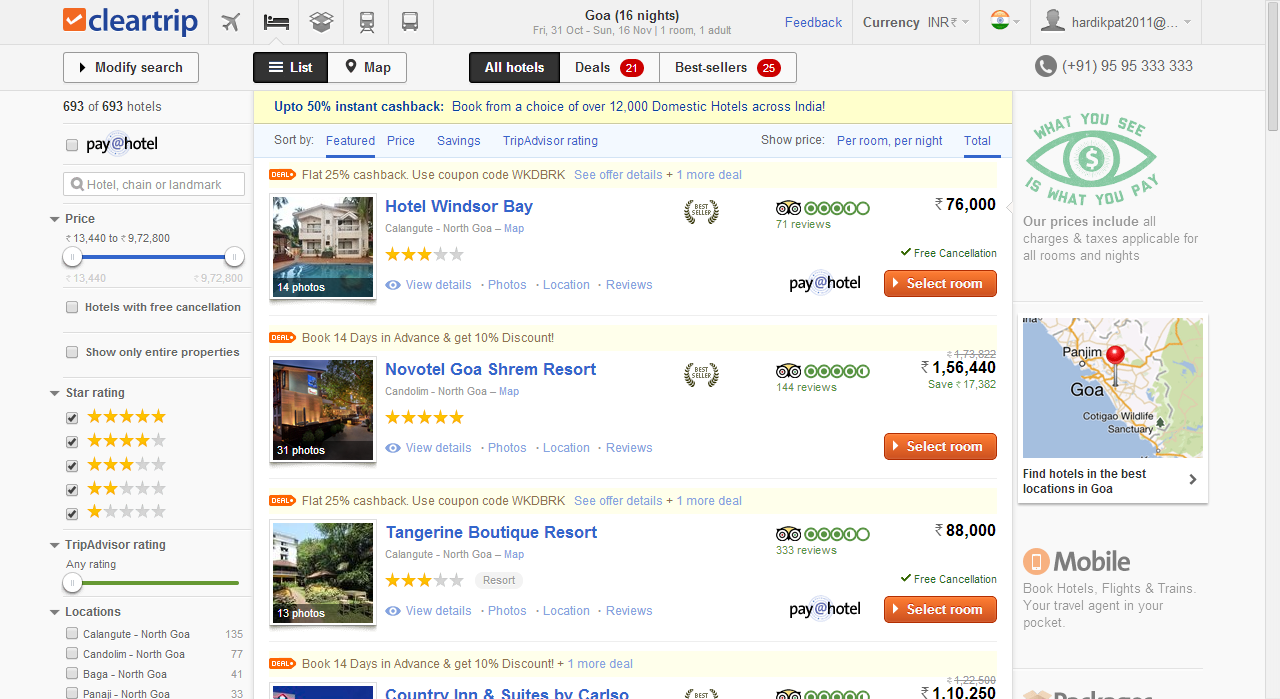 cleartrip
Goa (16 nights)
Fri, 31 Oct - Sun, 16 Nov | 1 room, 1 adult
Feedback
Currency INR ₹
hardikpat2011@...
Modify search
List
Map
All hotels
Deals 21
Best-sellers 25
(+91) 95 95 333 333
693 of 693 hotels
pay@hotel
Hotel, chain or landmark
Price
₹ 13,440 to ₹ 9,72,800
₹ 13,440
₹ 9,72,800
Hotels with free cancellation
Show only entire properties
Star rating
TripAdvisor rating
Any rating
Locations
Calangute - North Goa 135
Candolim - North Goa 77
Baga - North Goa 41
Panaji - North Goa 33
Upto 50% instant cashback: Book from a choice of over 12,000 Domestic Hotels across India!
Sort by: Featured Price Savings TripAdvisor rating
Show price: Per room, per night Total
DEAL Flat 25% cashback. Use coupon code WKDBRK See offer details + 1 more deal
14 photos
Hotel Windsor Bay
Calangute - North Goa – Map
View details · Photos · Location · Reviews
BEST SELLER
71 reviews
₹ 76,000
Free Cancellation
pay@hotel
Select room
DEAL Book 14 Days in Advance & get 10% Discount!
31 photos
Novotel Goa Shrem Resort
Candolim - North Goa – Map
View details · Photos · Location · Reviews
BEST SELLER
144 reviews
₹ 1,73,822
₹ 1,56,440
Save ₹ 17,382
Select room
DEAL Flat 25% cashback. Use coupon code WKDBRK See offer details + 1 more deal
13 photos
Tangerine Boutique Resort
Calangute - North Goa – Map
Resort
View details · Photos · Location · Reviews
333 reviews
₹ 88,000
Free Cancellation
pay@hotel
Select room
DEAL Book 14 Days in Advance & get 10% Discount! + 1 more deal
Country Inn & Suites by Carlso
BEST
₹ 1,22,500
₹ 1,10,250
WHAT YOU SEE
$
IS WHAT YOU PAY
Our prices include all
charges & taxes applicable for
all rooms and nights
Panjim
Goa
Cotigao Wildlife
Sanctuary
Find hotels in the best
locations in Goa
Mobile
Book Hotels, Flights & Trains.
Your travel agent in your
pocket.
Packages